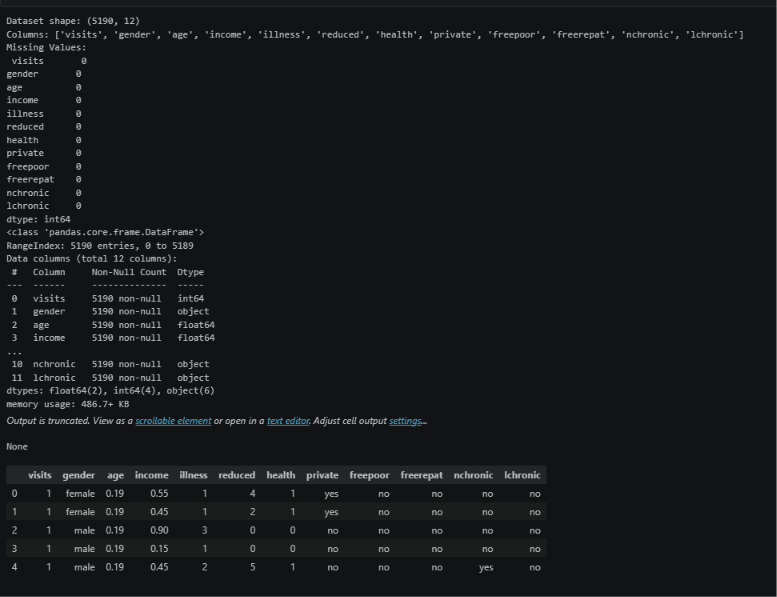 Dataset shape: (5190, 12)
Columns: ['visits', 'gender', 'age', 'income', 'illness', 'reduced', 'health', 'private', 'freepoor', 'freerepat', 'nchronic', 'lchronic']
Missing Values:
 visits       0
gender       0
age          0
income       0
illness      0
reduced      0
health       0
private      0
freepoor     0
freerepat    0
nchronic     0
lchronic     0
dtype: int64
<class 'pandas.core.frame.DataFrame'>
RangeIndex: 5190 entries, 0 to 5189
Data columns (total 12 columns):
 #   Column     Non-Null Count  Dtype
---  ------     --------------  -----
 0   visits     5190 non-null   int64
 1   gender     5190 non-null   object
 2   age        5190 non-null   float64
 3   income     5190 non-null   float64
...
 10  nchronic   5190 non-null   object
 11  lchronic   5190 non-null   object
dtypes: float64(2), int64(4), object(6)
memory usage: 486.7+ KB
Output is truncated. View as a scrollable element or open in a text editor. Adjust cell output settings...
None
visits gender age income illness reduced health private freepoor freerepat nchronic lchronic
0 1 female 0.19 0.55 1 4 1 yes no no no no
1 1 female 0.19 0.45 1 2 1 yes no no no no
2 1 male 0.19 0.90 3 0 0 no no no no no
3 1 male 0.19 0.15 1 0 0 no no no no no
4 1 male 0.19 0.45 2 5 1 no no no yes no